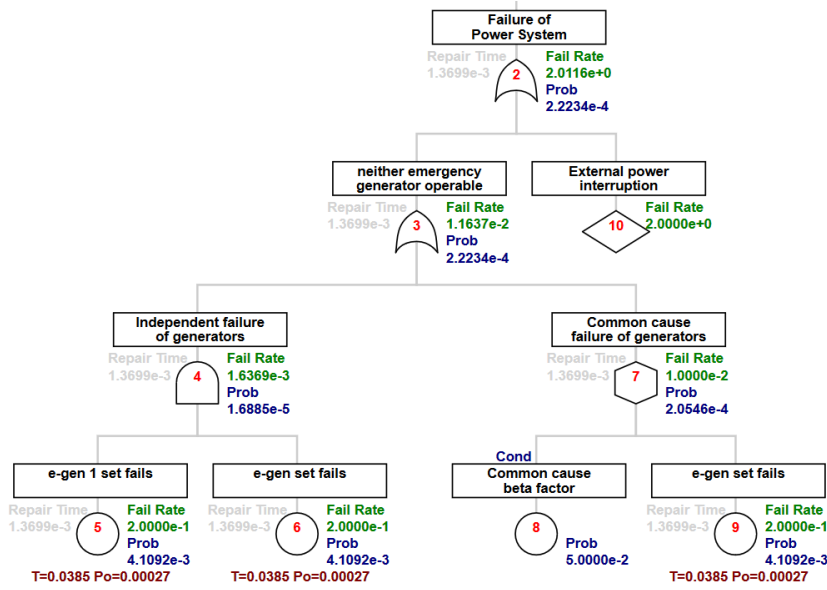 Failure of
Power System
Repair Time
1.3699e-3
2
Fail Rate
2.0116e+0
Prob
2.2234e-4
neither emergency
generator operable
Repair Time
1.3699e-3
3
Fail Rate
1.1637e-2
Prob
2.2234e-4
External power
interruption
10
Fail Rate
2.0000e+0
Independent failure
of generators
Repair Time
1.3699e-3
4
Fail Rate
1.6369e-3
Prob
1.6885e-5
Common cause
failure of generators
Repair Time
1.3699e-3
7
Fail Rate
1.0000e-2
Prob
2.0546e-4
e-gen 1 set fails
Repair Time
1.3699e-3
5
Fail Rate
2.0000e-1
Prob
4.1092e-3
T=0.0385 Po=0.00027
e-gen set fails
Repair Time
1.3699e-3
6
Fail Rate
2.0000e-1
Prob
4.1092e-3
T=0.0385 Po=0.00027
Cond
Common cause
beta factor
8
Prob
5.0000e-2
e-gen set fails
Repair Time
1.3699e-3
9
Fail Rate
2.0000e-1
Prob
4.1092e-3
T=0.0385 Po=0.00027